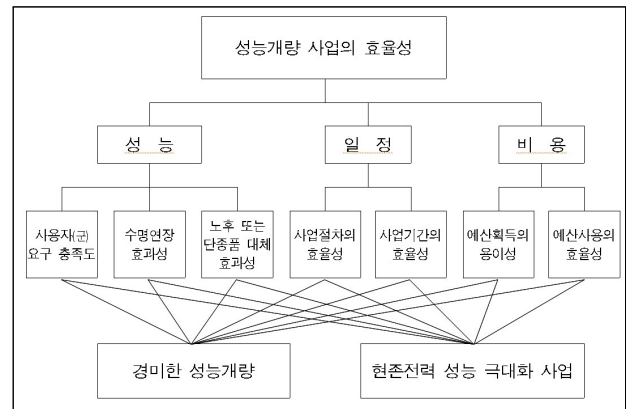 성능개량 사업의 효율성
성 능
일 정
비 용
사용자(군)
요구 충족도
수명연장
효과성
노후 또는
단종품 대체
효과성
사업절차의
효율성
사업기간의
효율성
예산획득의
용이성
예산사용의
효율성
경미한 성능개량
현존전력 성능 극대화 사업